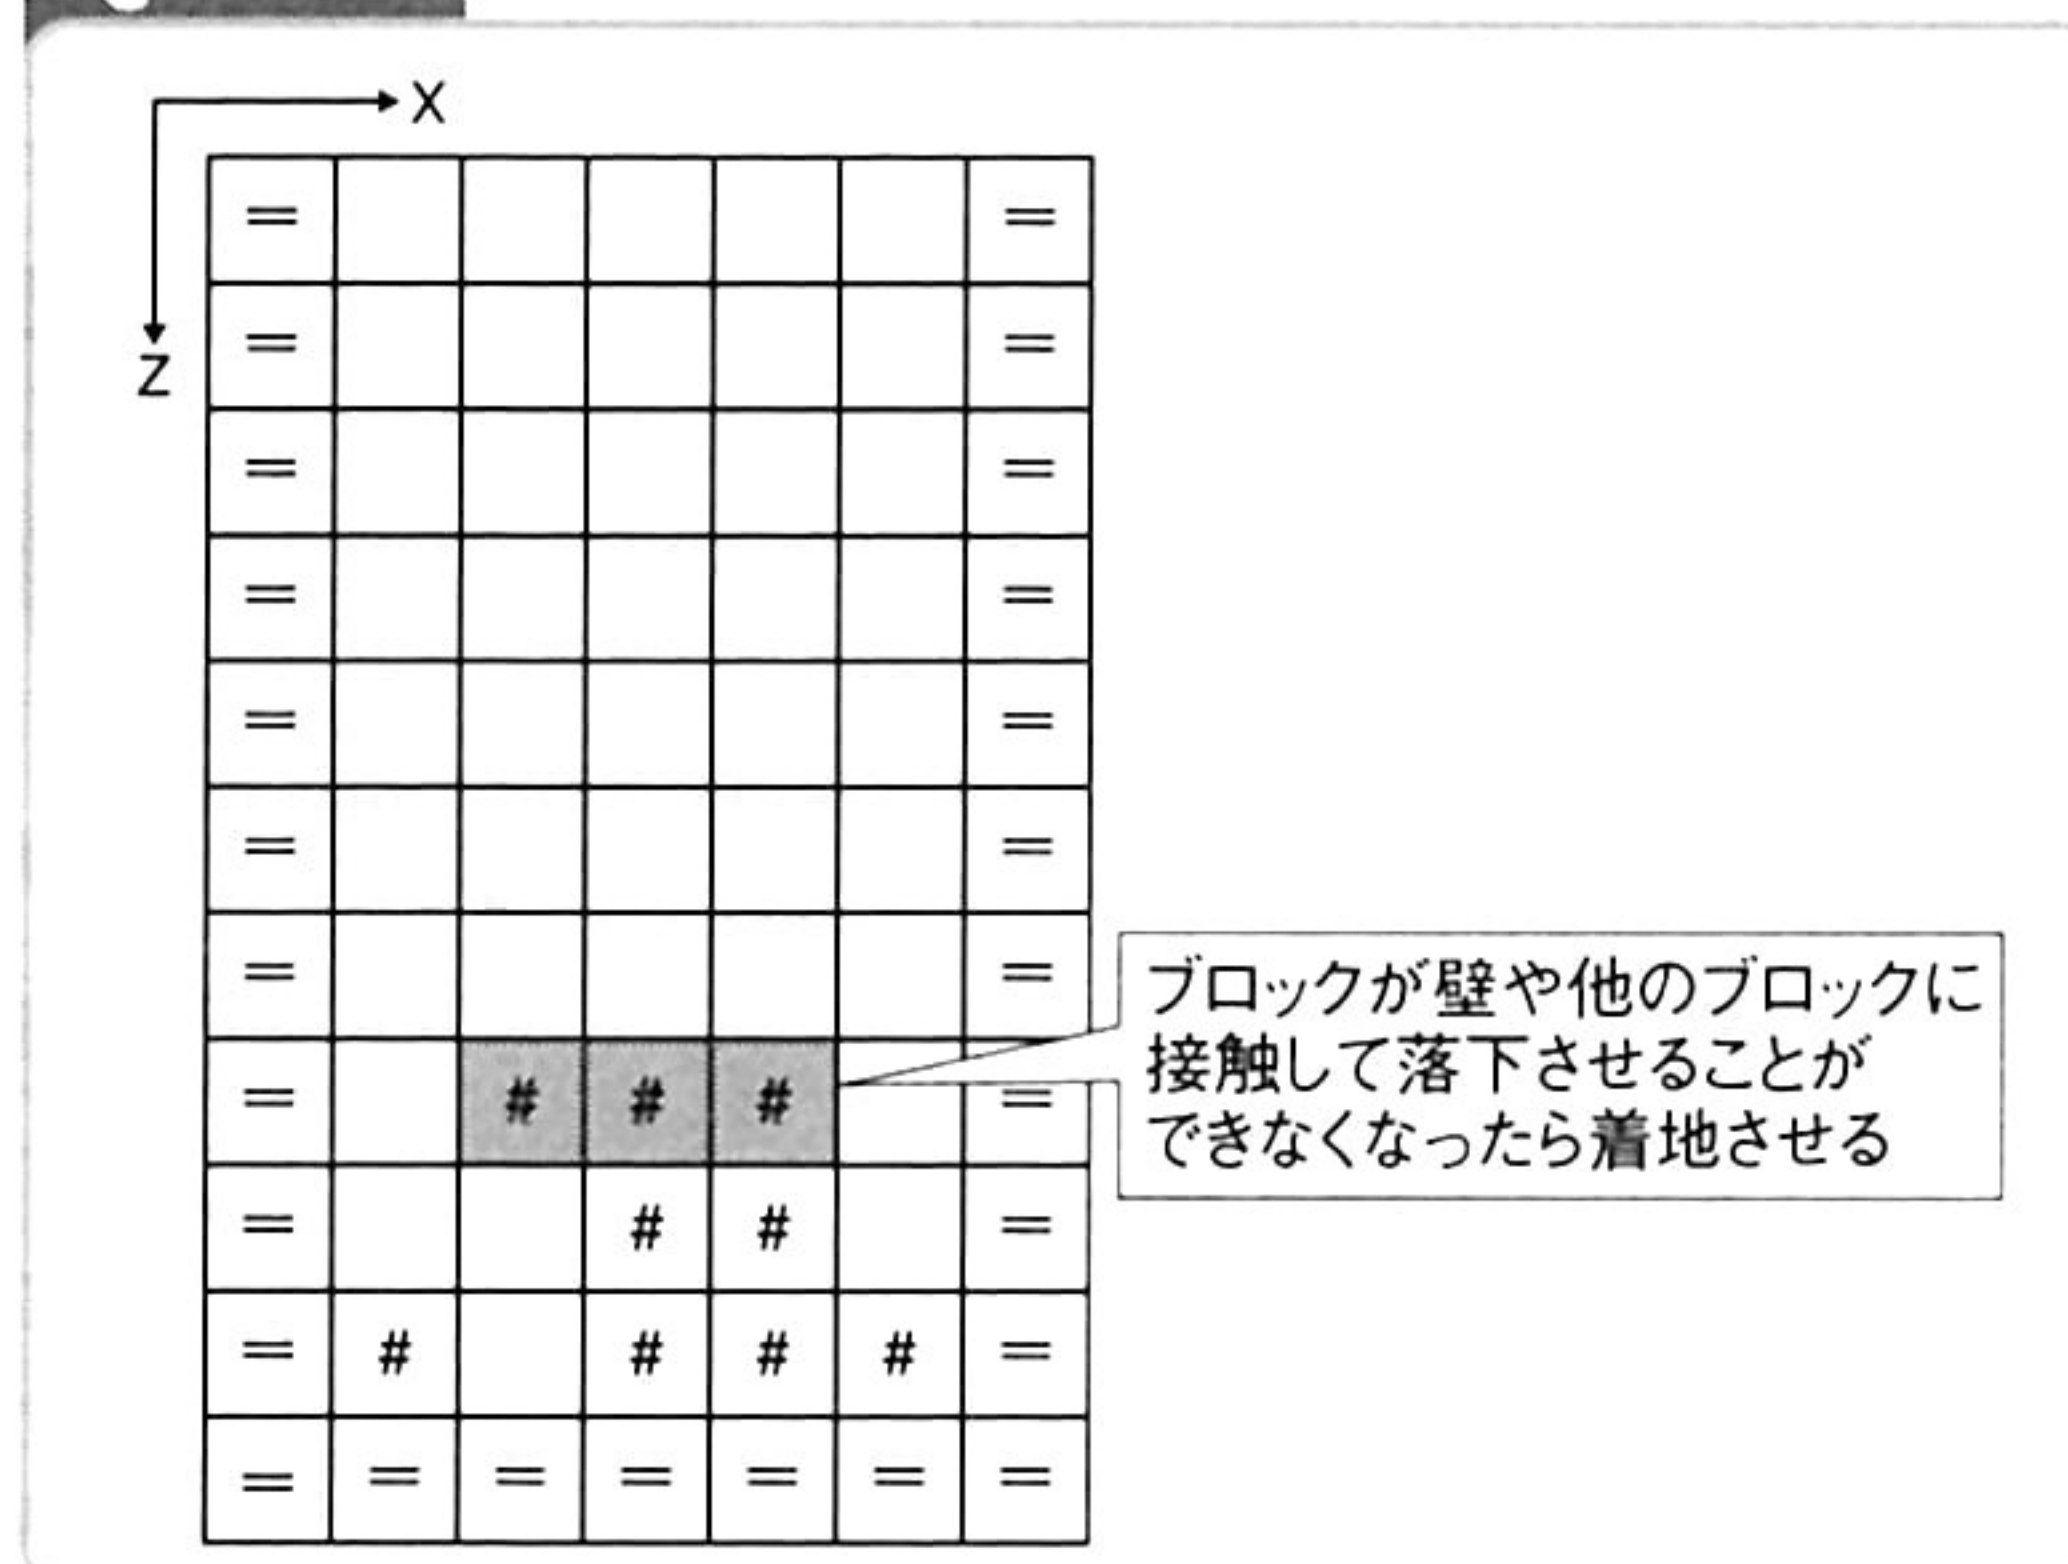 X
Z
= =
= =
= =
= =
= =
= =
= =
= # # # =
= # # =
= # # # # =
= = = = = = =
ブロックが壁や他のブロックに
接触して落下させることが
できなくなったら着地させる